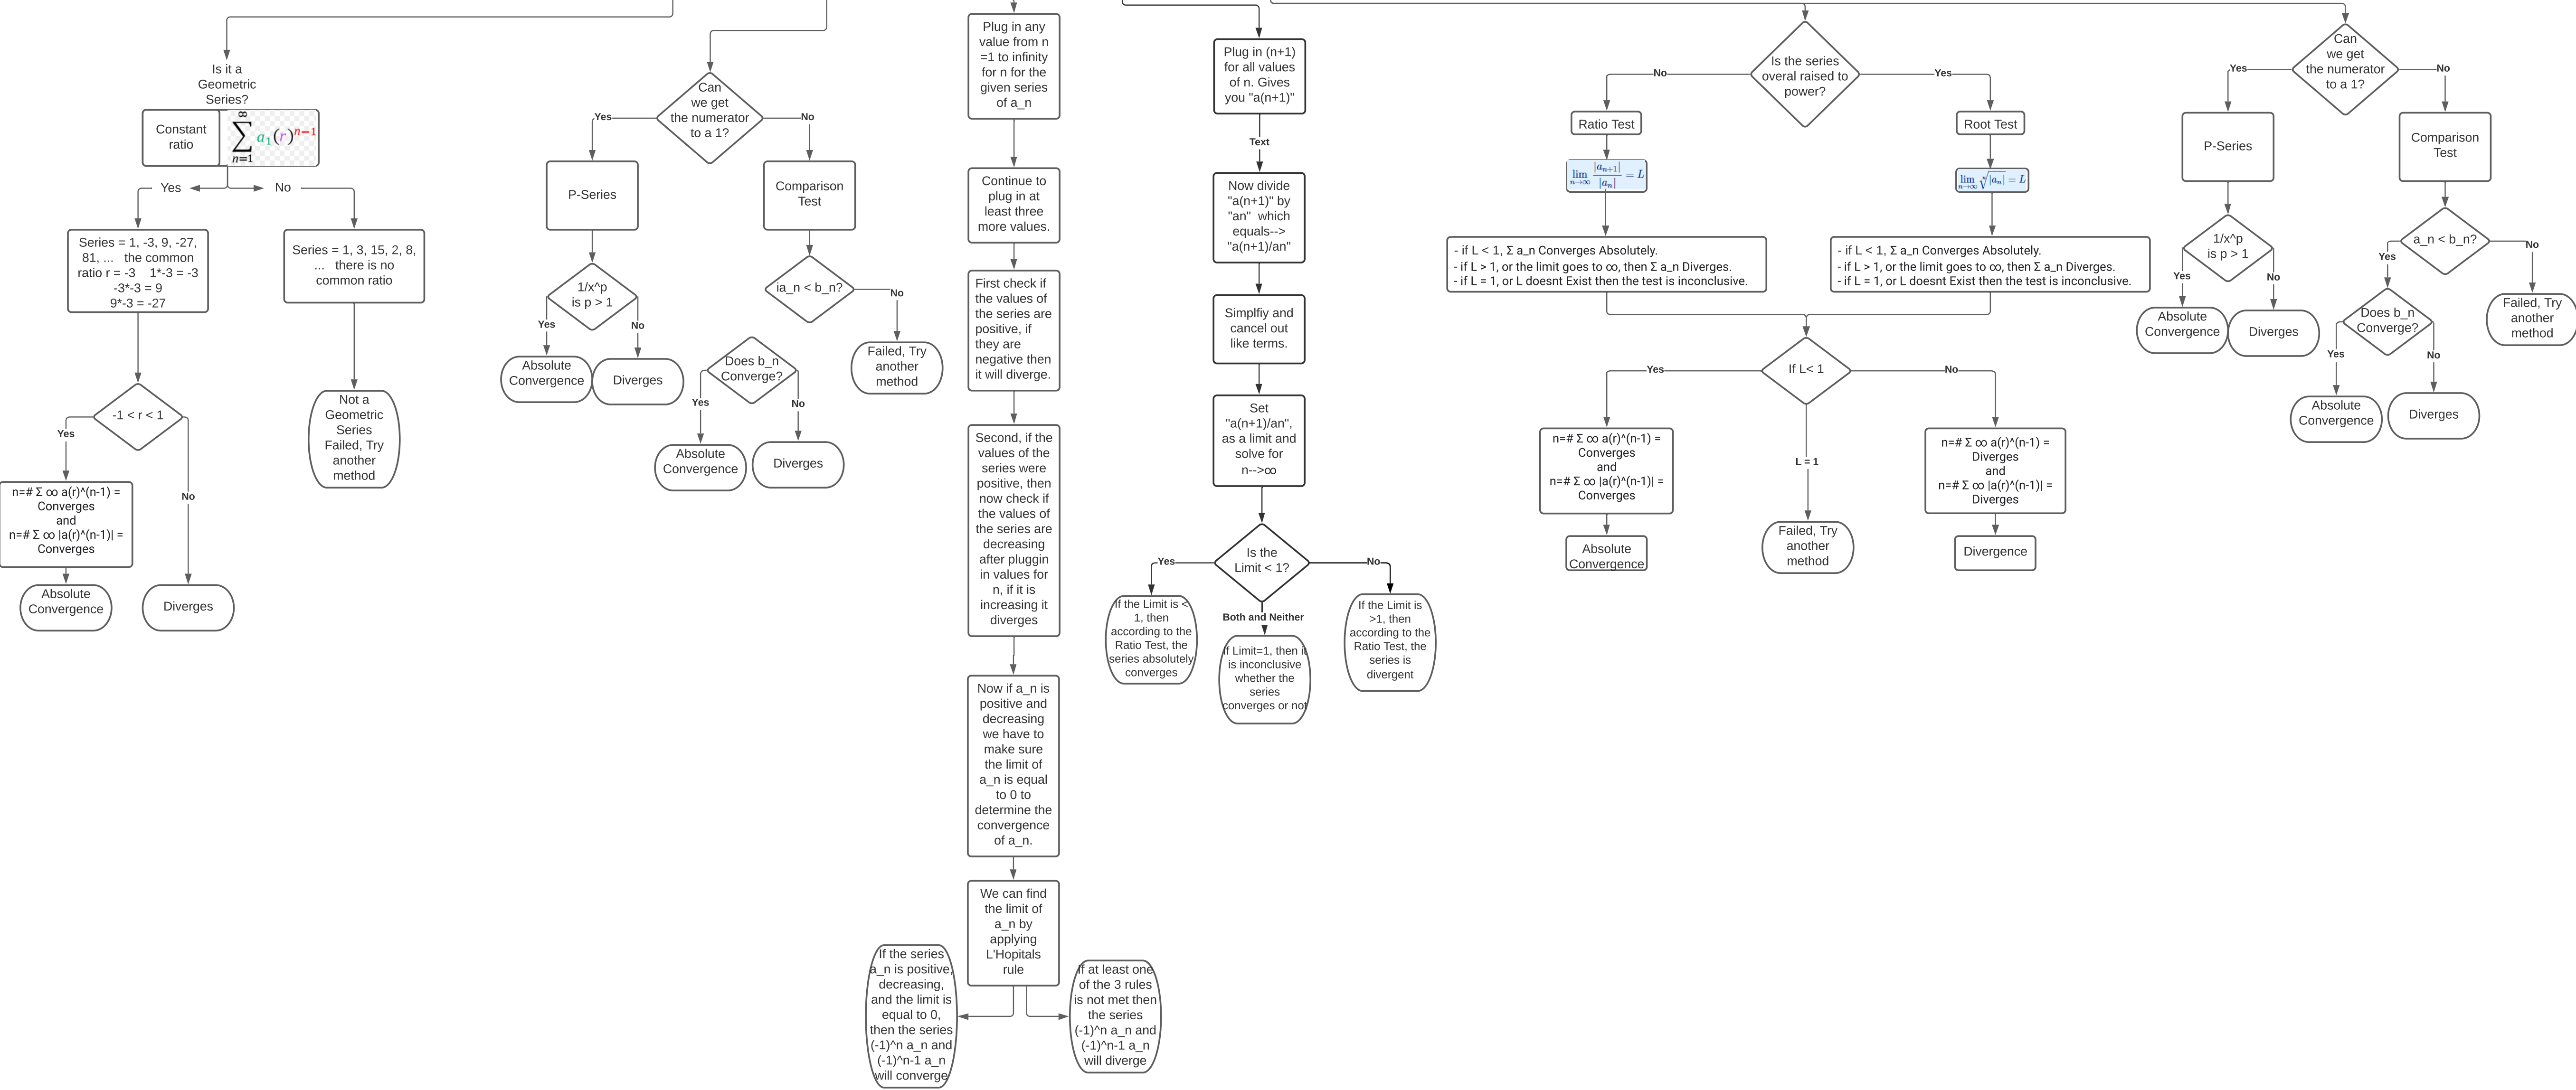 Is it a
Geometric
Series?
Constant
ratio
∞
∑ a₁(r)ⁿ⁻¹
n=1
Yes
No
Series = 1, -3, 9, -27,
81, ... the common
ratio r = -3 1*-3 = -3
-3*-3 = 9
9*-3 = -27
Series = 1, 3, 15, 2, 8,
... there is no
common ratio
-1 < r < 1
Yes
No
Not a
Geometric
Series
Failed, Try
another
method
n=# Σ ∞ a(r)^(n-1) =
Converges
and
n=# Σ ∞ |a(r)^(n-1)| =
Converges
Absolute
Convergence
Diverges
Can
we get
the numerator
to a 1?
Yes
No
P-Series
Comparison
Test
1/x^p
is p > 1
Yes
No
Absolute
Convergence
Diverges
ia_n < b_n?
No
Failed, Try
another
method
Does b_n
Converge?
Yes
No
Absolute
Convergence
Diverges
Plug in any
value from n
=1 to infinity
for n for the
given series
of a_n
Continue to
plug in at
least three
more values.
First check if
the values of
the series are
positive, if
they are
negative then
it will diverge.
Second, if the
values of the
series were
positive, then
now check if
the values of
the series are
decreasing
after pluggin
in values for
n, if it is
increasing it
diverges
Now if a_n is
positive and
decreasing
we have to
make sure
the limit of
a_n is equal
to 0 to
determine the
convergence
of a_n.
We can find
the limit of
a_n by
applying
L'Hopitals
rule
If the series
a_n is positive,
decreasing,
and the limit is
equal to 0,
then the series
(-1)^n a_n and
(-1)^n-1 a_n
will converge
If at least one
of the 3 rules
is not met then
the series
(-1)^n a_n and
(-1)^n-1 a_n
will diverge
Plug in (n+1)
for all values
of n. Gives
you "a(n+1)"
Text
Now divide
"a(n+1)" by
"an" which
equals-->
"a(n+1)/an"
Simplfiy and
cancel out
like terms.
Set
"a(n+1)/an",
as a limit and
solve for
n-->∞
Is the
Limit < 1?
Yes
No
Both and Neither
If the Limit is <
1, then
according to the
Ratio Test, the
series absolutely
converges
If Limit=1, then it
is inconclusive
whether the
series
converges or not
If the Limit is
>1, then
according to the
Ratio Test, the
series is
divergent
Is the series
overal raised to
power?
No
Yes
Ratio Test
Root Test
lim n→∞ |aₙ₊₁| / |aₙ| = L
lim n→∞ ⁿ√|aₙ| = L
- if L < 1, Σ a_n Converges Absolutely.
- if L > 1, or the limit goes to ∞, then Σ a_n Diverges.
- if L = 1, or L doesnt Exist then the test is inconclusive.
- if L < 1, Σ a_n Converges Absolutely.
- if L > 1, or the limit goes to ∞, then Σ a_n Diverges.
- if L = 1, or L doesnt Exist then the test is inconclusive.
If L< 1
Yes
No
L = 1
n=# Σ ∞ a(r)^(n-1) =
Converges
and
n=# Σ ∞ |a(r)^(n-1)| =
Converges
Absolute
Convergence
Failed, Try
another
method
n=# Σ ∞ a(r)^(n-1) =
Diverges
and
n=# Σ ∞ |a(r)^(n-1)| =
Diverges
Divergence
Can
we get
the numerator
to a 1?
Yes
No
P-Series
Comparison
Test
1/x^p
is p > 1
Yes
No
Absolute
Convergence
Diverges
a_n < b_n?
Yes
No
Failed, Try
another
method
Does b_n
Converge?
Yes
No
Absolute
Convergence
Diverges